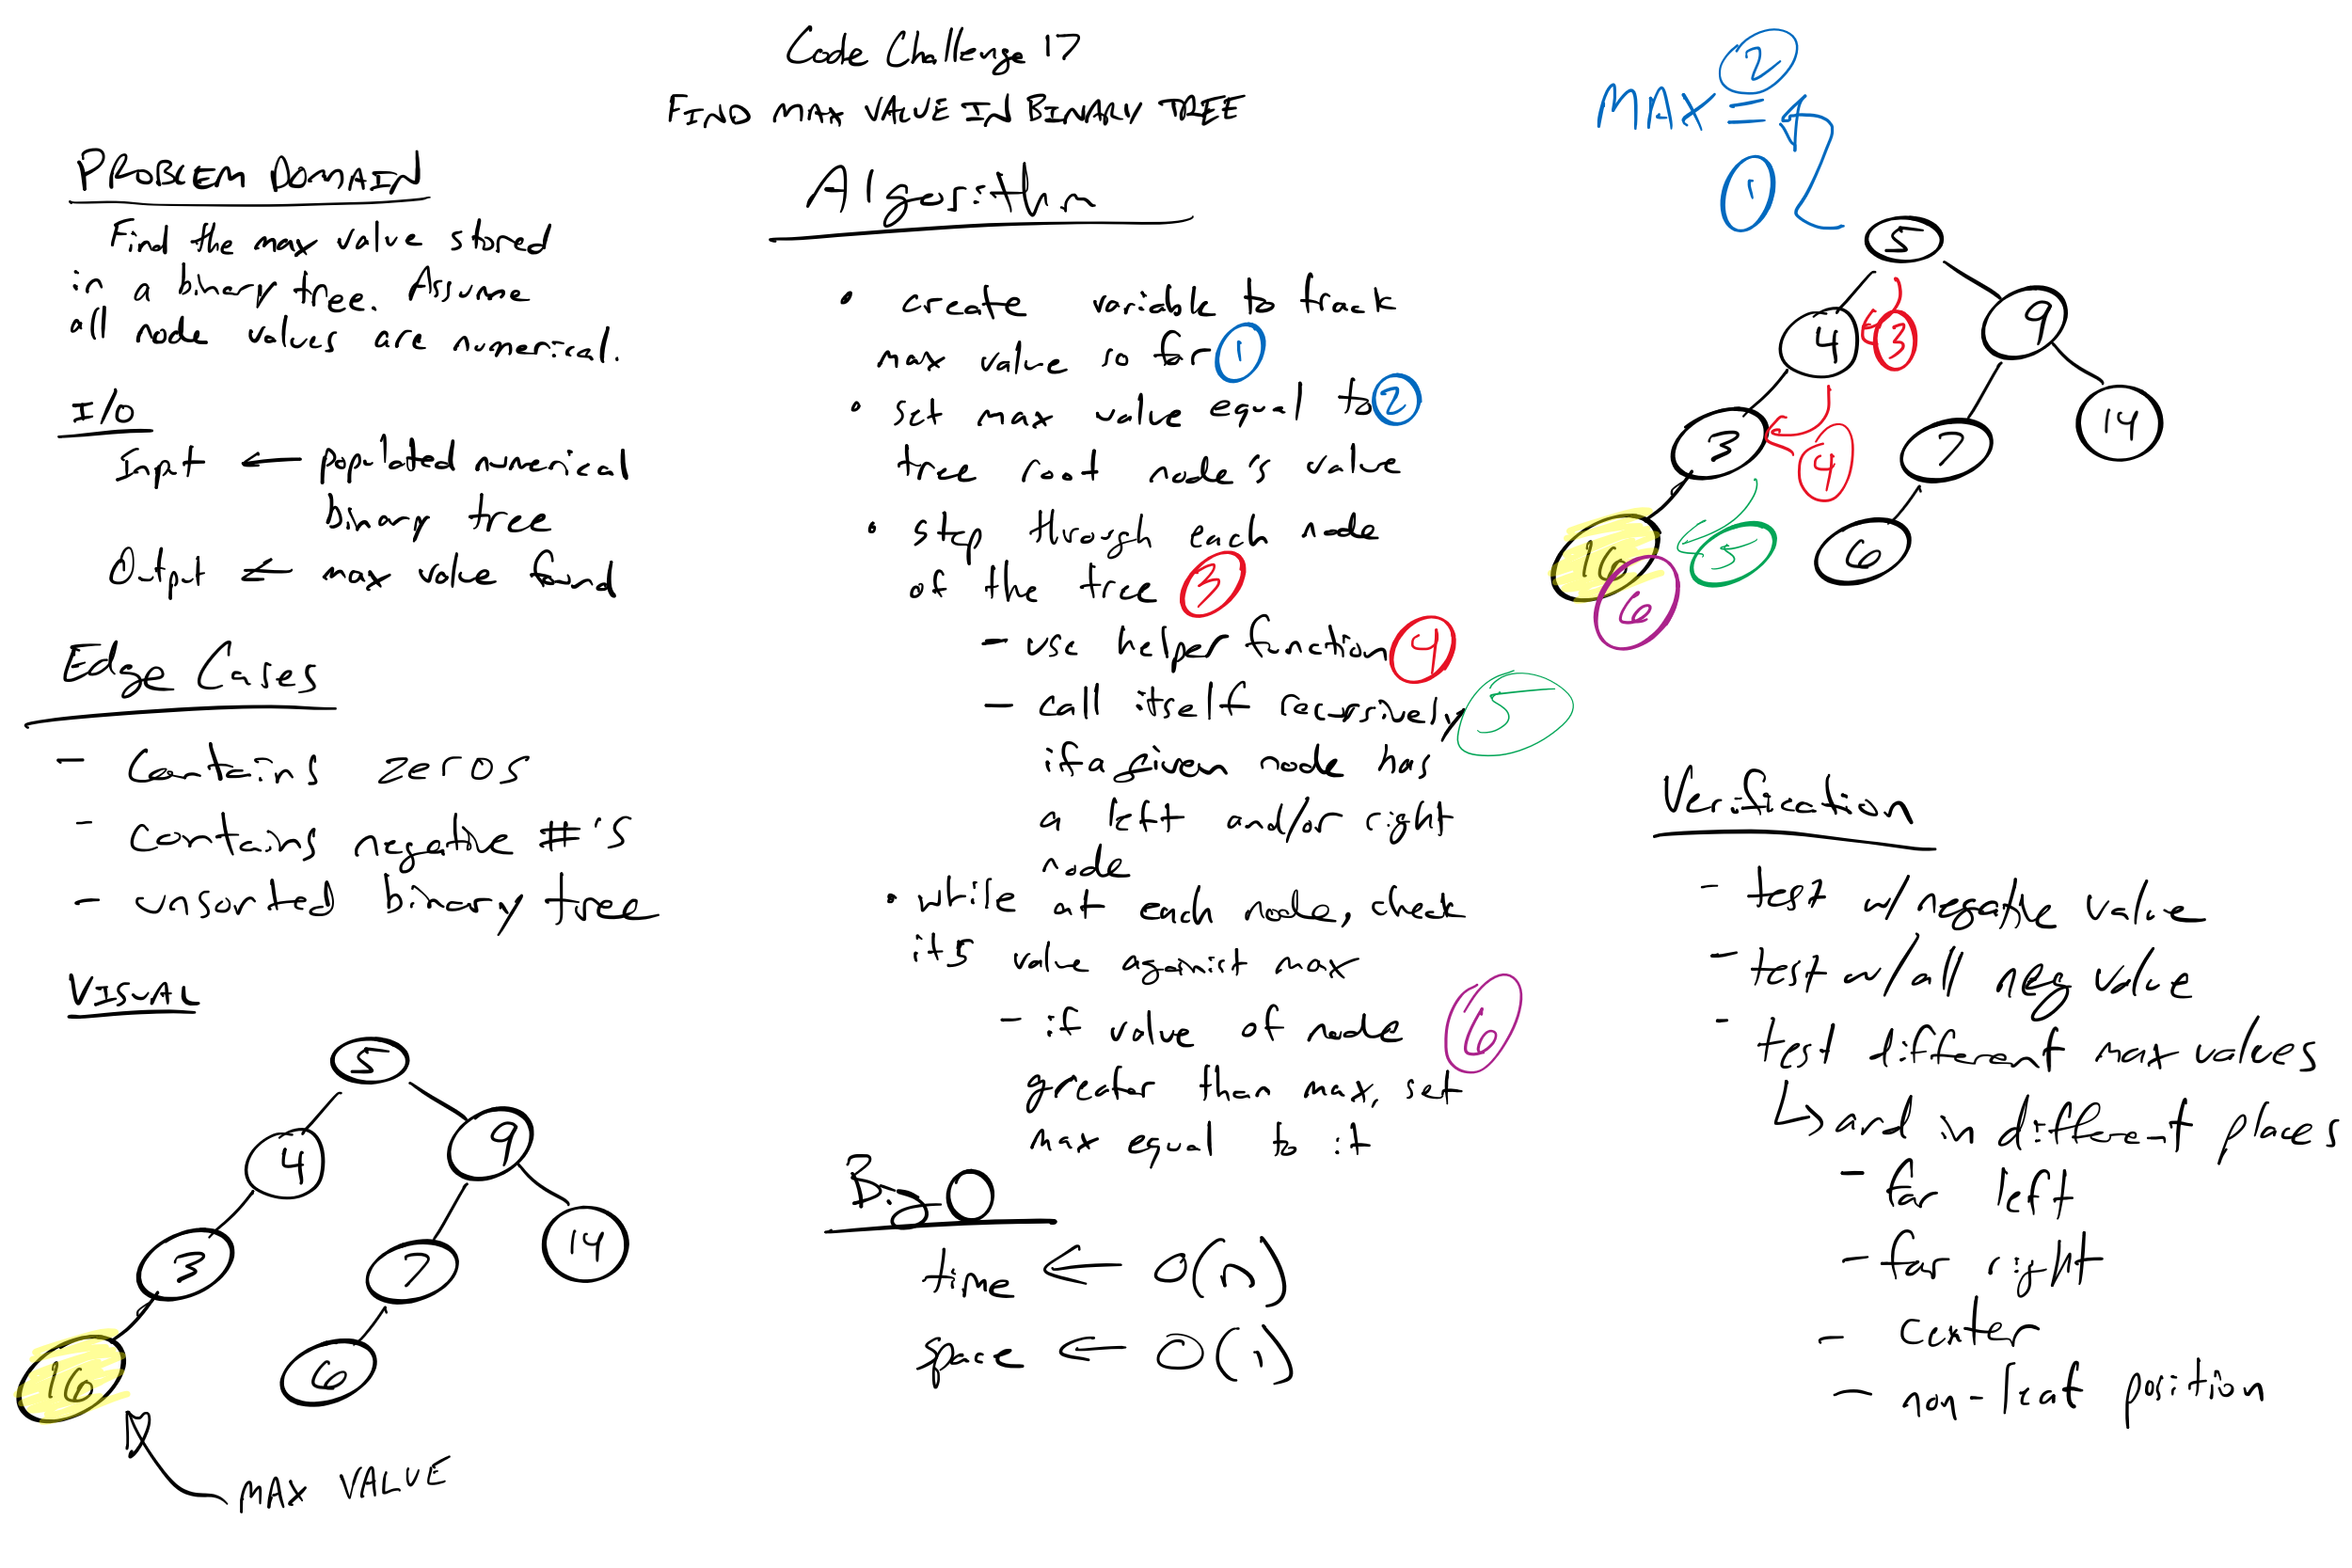 Code Challenge 17
FIND MAX VALUE IN BINARY TREE
PROBLEM DOMAIN
Find the max value stored
in a binary tree. Assume
all node values are numerical.
I/O
Input ← populated numerical
binary tree
Output ← max value found
Edge Cases
- Contains zeros
- contains negative #'s
- unsorted binary tree
VISUAL
5
4
9
3
7
14
16
6
MAX VALUE
Algorithm
• create variable to track
max value so far ①
• set max value equal to ②
tree root node's value
• step through each node
of the tree ③
- use helper function ④
- call itself recursively ⑤
if a given node has
a left and/or right
node
• while at each node, check
its value against max
- if value of node ⑥
greater than max, set
max equal to it
Big O
time ← O(n)
space ← O(1)
②
MAX =
①
5
4 ③
9
3 ④
7
14
16 ⑤
6
⑥
Verification
- test w/ negative value
- test w/ all neg value
- test different max values
↳ and in different places
- far left
- far right
- center
- non-leaf position